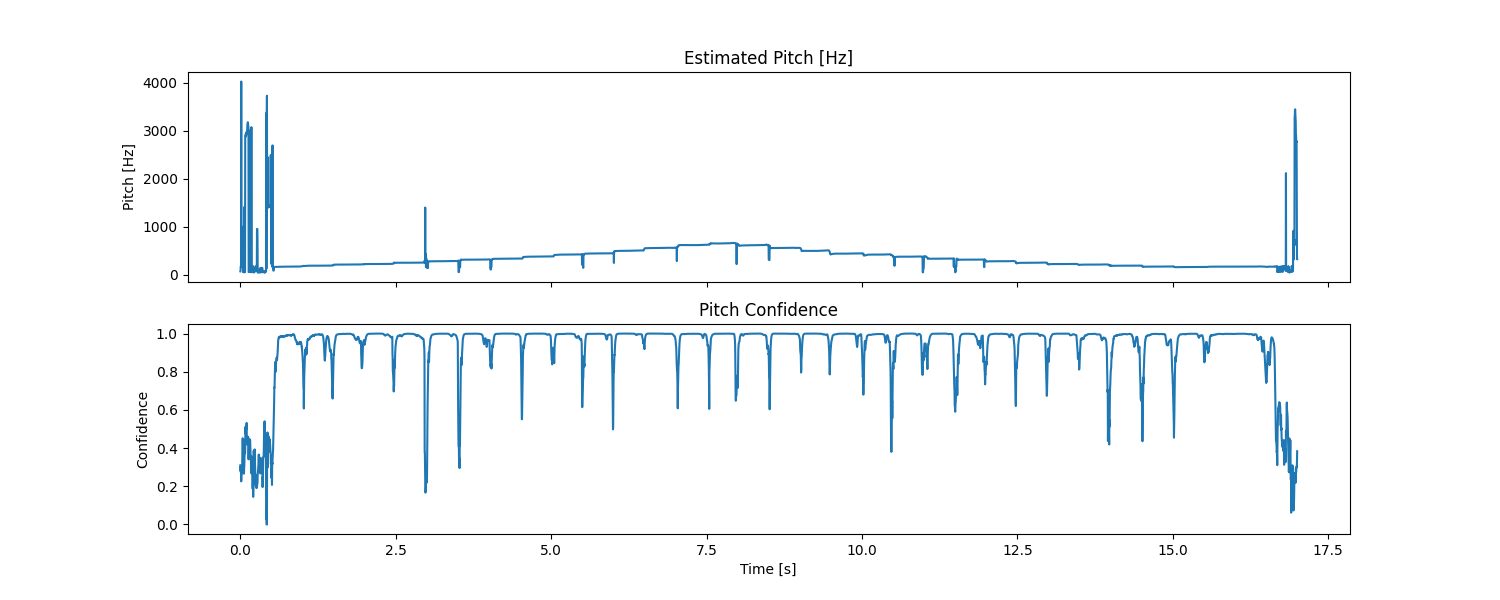 Estimated Pitch [Hz]
4000
3000
2000
1000
0
Pitch [Hz]
Pitch Confidence
1.0
0.8
0.6
0.4
0.2
0.0
Confidence
0.0 2.5 5.0 7.5 10.0 12.5 15.0 17.5
Time [s]